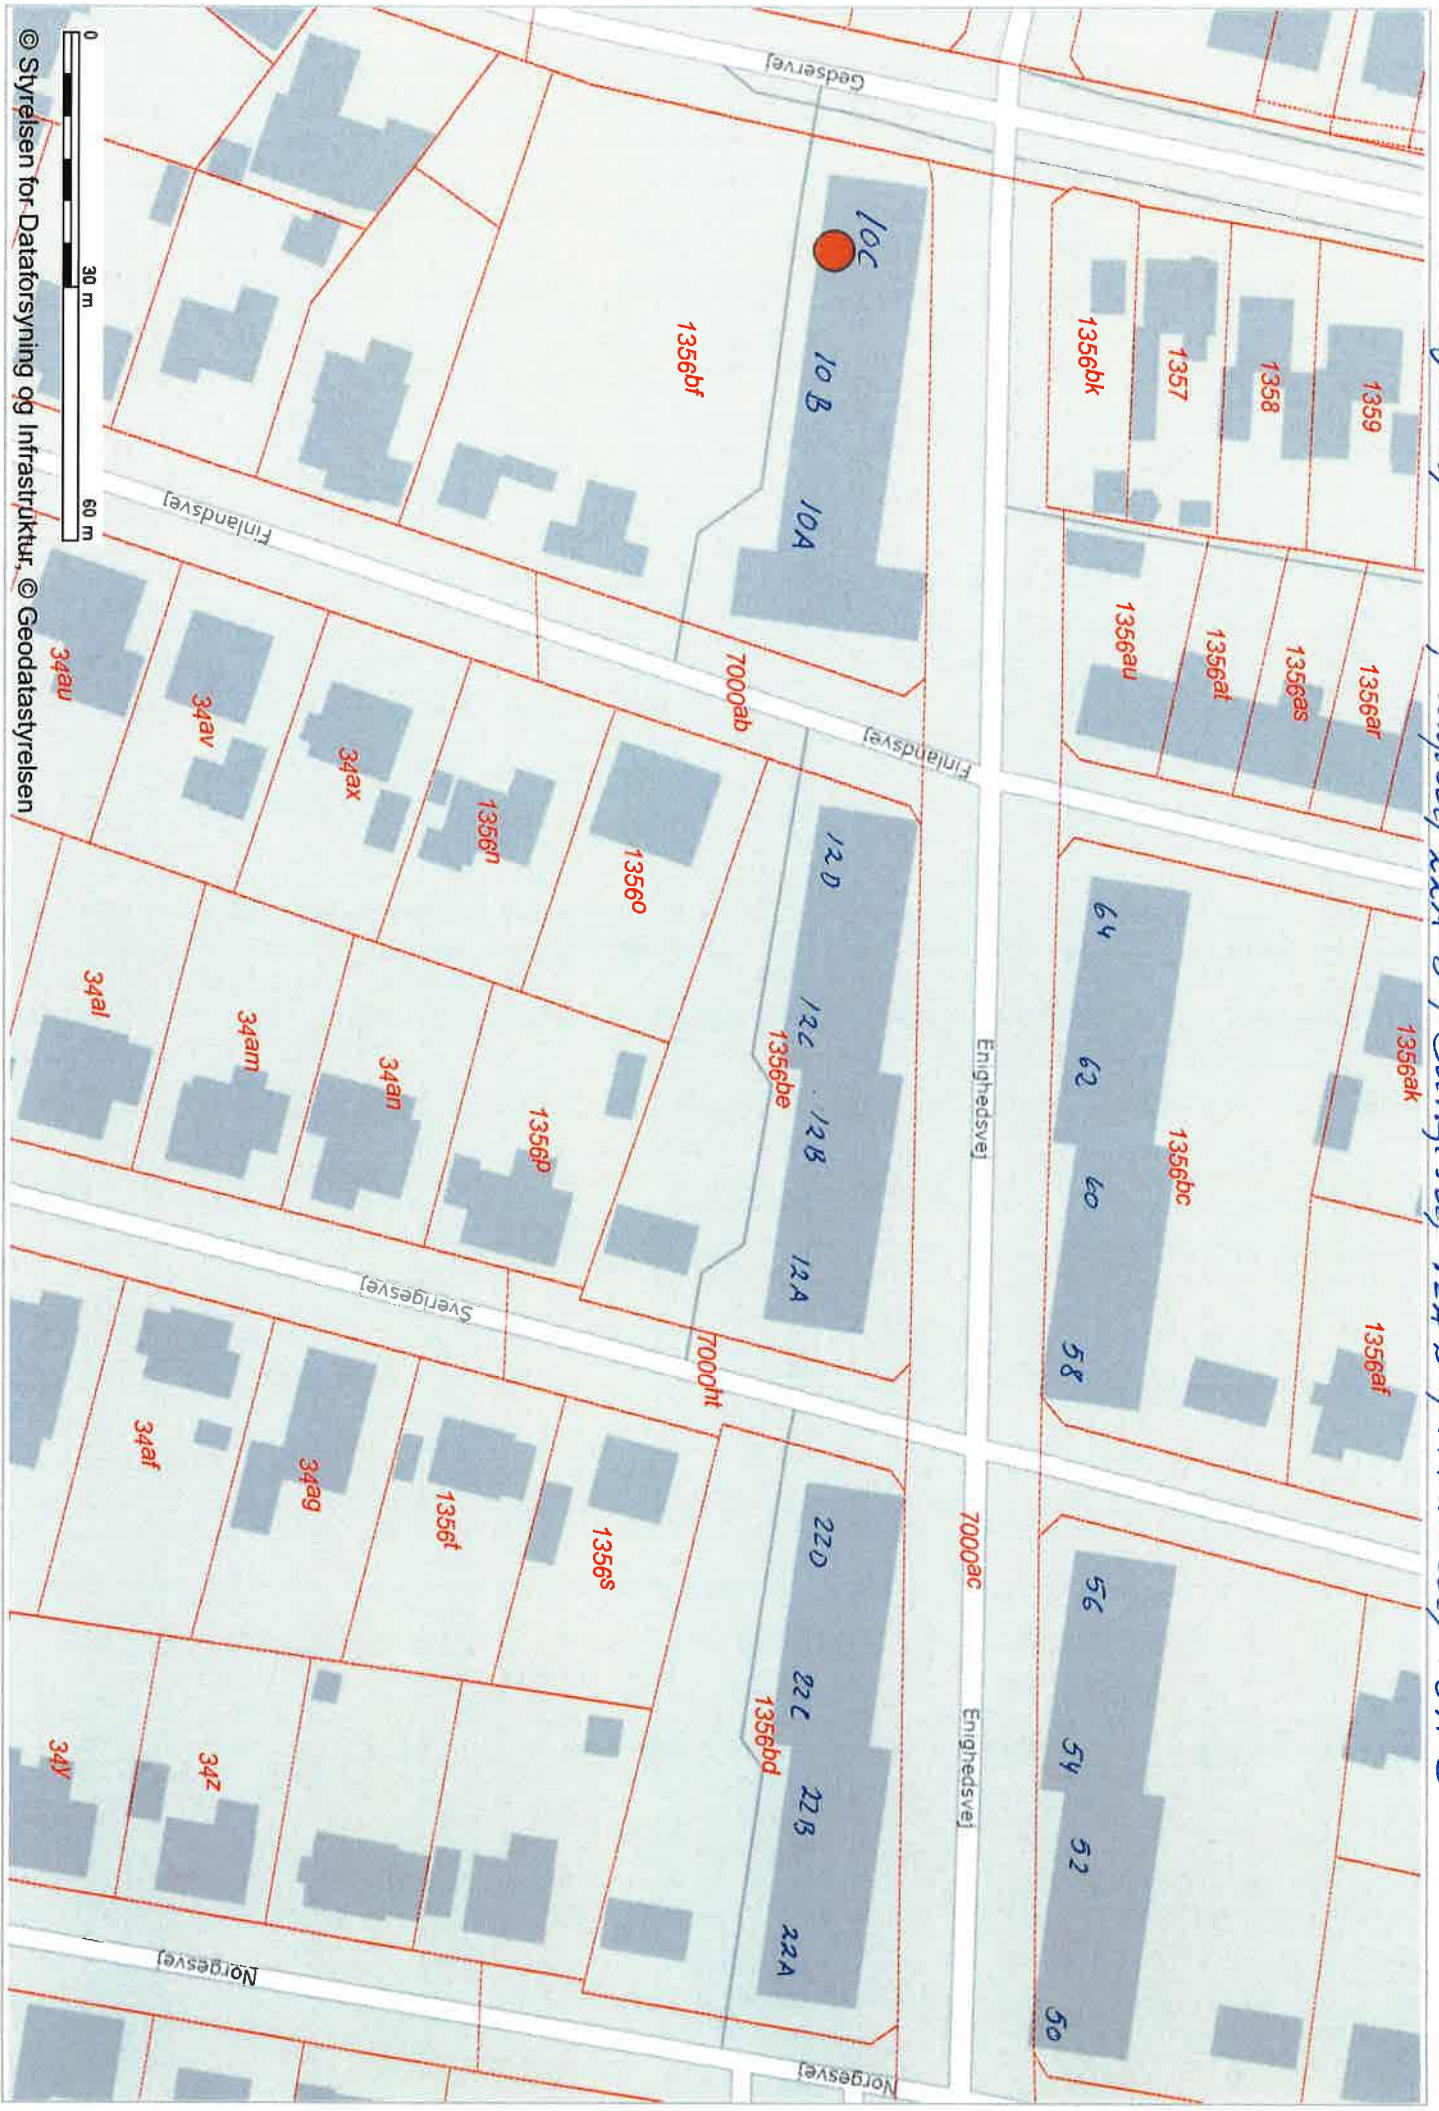 Gedservej
1359
1358
1357
1356bk
1356ar
1356as
1356at
1356au
1356ak
1356af
10C
10B
10A
1356bf
Finlandsvej
Finlandsvej
7000ab
64
62
60
58
1356bc
Enighedsvej
12D
12C
12B
12A
1356be
1356o
1356n
34ax
34av
34au
1356p
34an
34am
34al
Sverigesvej
7000ht
7000ac
56
54
52
50
Enighedsvej
22D
22C
22B
22A
1356bd
1356s
1356t
34ag
34af
34z
34y
Norgesvej
Norgesvej
0 30 m 60 m
© Styrelsen for Dataforsyning og Infrastruktur, © Geodatastyrelsen